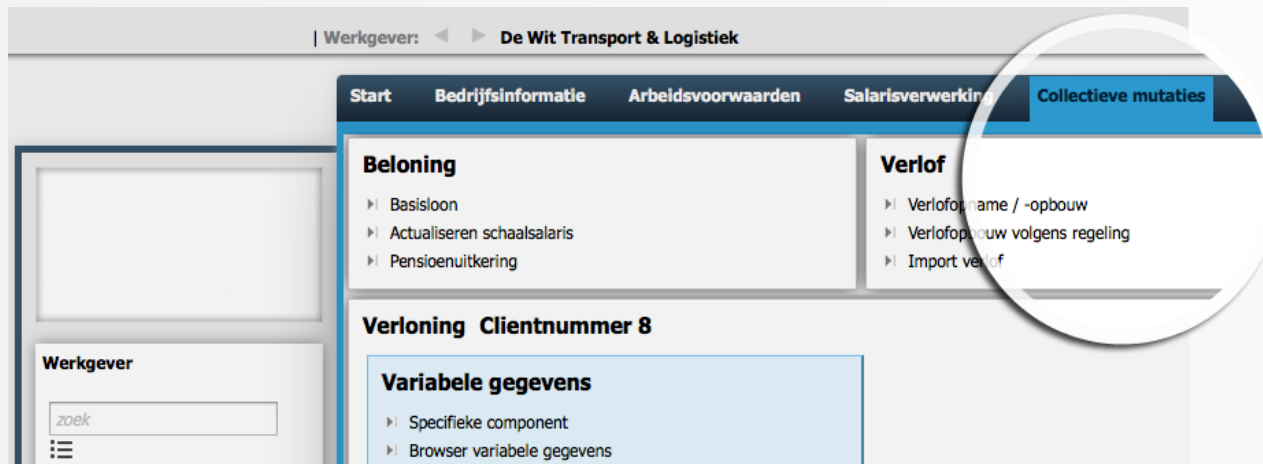 | Werkgever: De Wit Transport & Logistiek
Start Bedrijfsinformatie Arbeidsvoorwaarden Salarisverwerking Collectieve mutaties
Beloning
Basisloon
Actualiseren schaalsalaris
Pensioenuitkering
Verlof
Verlofopname / -opbouw
Verlofopbouw volgens regeling
Import verlof
Verloning Clientnummer 8
Variabele gegevens
Specifieke component
Browser variabele gegevens
Werkgever
zoek